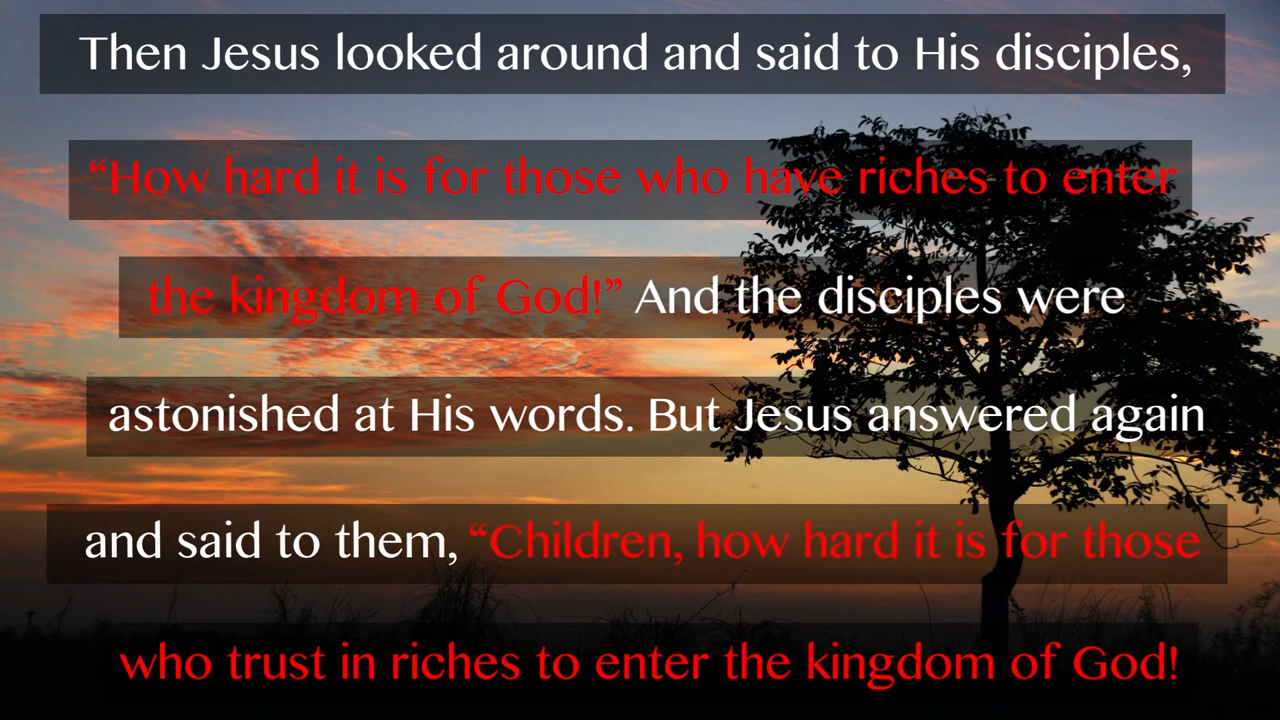 Then Jesus looked around and said to His disciples,
“How hard it is for those who have riches to enter
the kingdom of God!” And the disciples were
astonished at His words. But Jesus answered again
and said to them, “Children, how hard it is for those
who trust in riches to enter the kingdom of God!